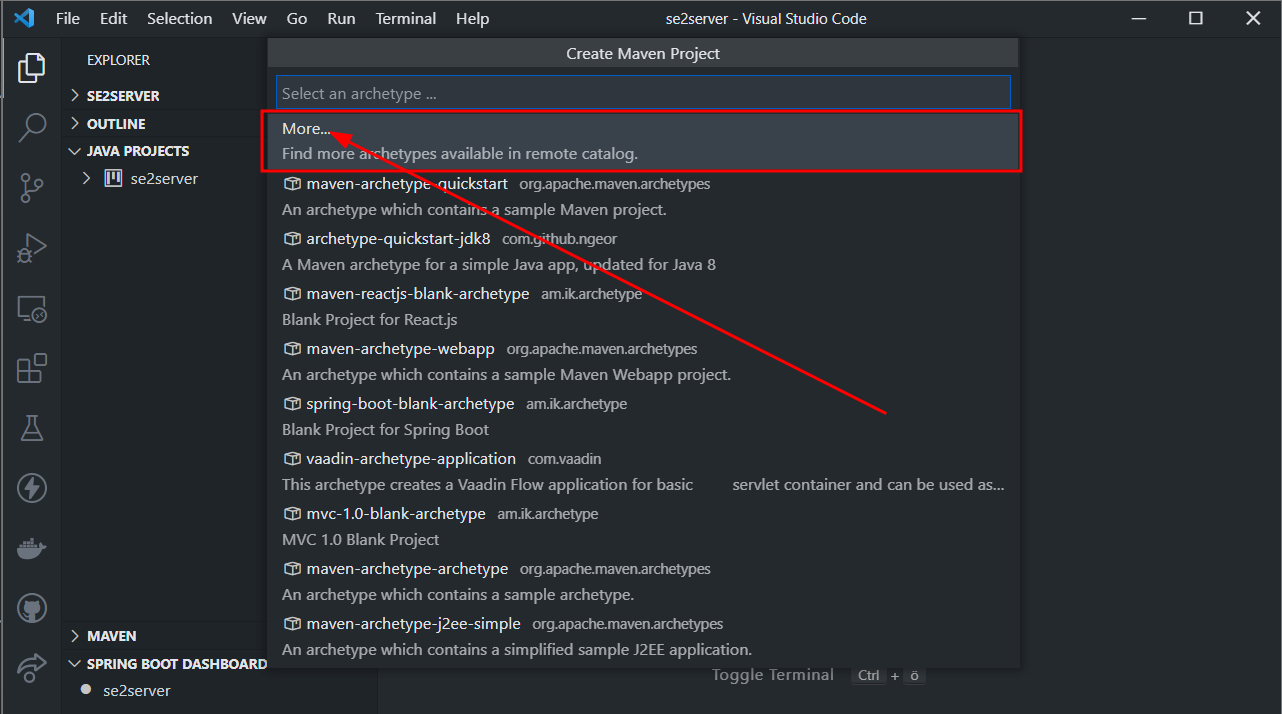 File Edit Selection View Go Run Terminal Help se2server - Visual Studio Code
EXPLORER
SE2SERVER
OUTLINE
JAVA PROJECTS
se2server
MAVEN
SPRING BOOT DASHBOARD
se2server
Create Maven Project
Select an archetype ...
More...
Find more archetypes available in remote catalog.
maven-archetype-quickstart org.apache.maven.archetypes
An archetype which contains a sample Maven project.
archetype-quickstart-jdk8 com.github.ngeor
A Maven archetype for a simple Java app, updated for Java 8
maven-reactjs-blank-archetype am.ik.archetype
Blank Project for React.js
maven-archetype-webapp org.apache.maven.archetypes
An archetype which contains a sample Maven Webapp project.
spring-boot-blank-archetype am.ik.archetype
Blank Project for Spring Boot
vaadin-archetype-application com.vaadin
This archetype creates a Vaadin Flow application for basic servlet container and can be used as...
mvc-1.0-blank-archetype am.ik.archetype
MVC 1.0 Blank Project
maven-archetype-archetype org.apache.maven.archetypes
An archetype which contains a sample archetype.
maven-archetype-j2ee-simple org.apache.maven.archetypes
An archetype which contains a simplified sample J2EE application.
Toggle Terminal Ctrl + ö